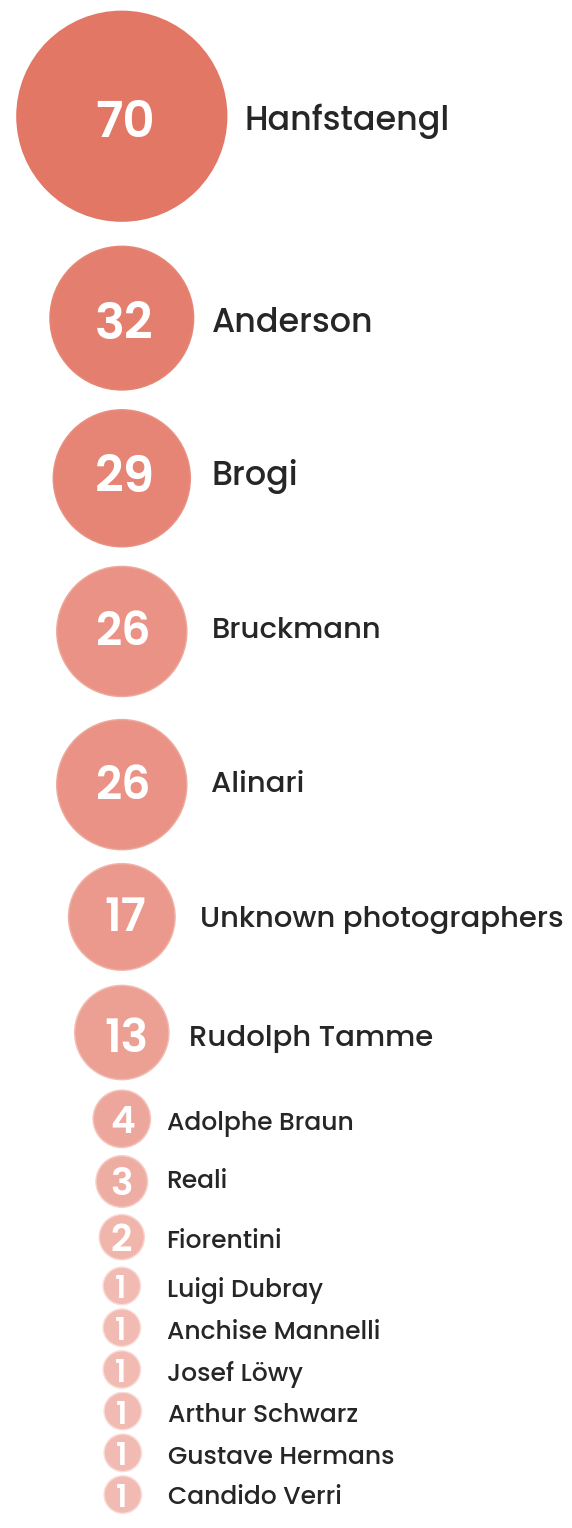 70 Hanfstaengl
32 Anderson
29 Brogi
26 Bruckmann
26 Alinari
17 Unknown photographers
13 Rudolph Tamme
4 Adolphe Braun
3 Reali
2 Fiorentini
1 Luigi Dubray
1 Anchise Mannelli
1 Josef Löwy
1 Arthur Schwarz
1 Gustave Hermans
1 Candido Verri